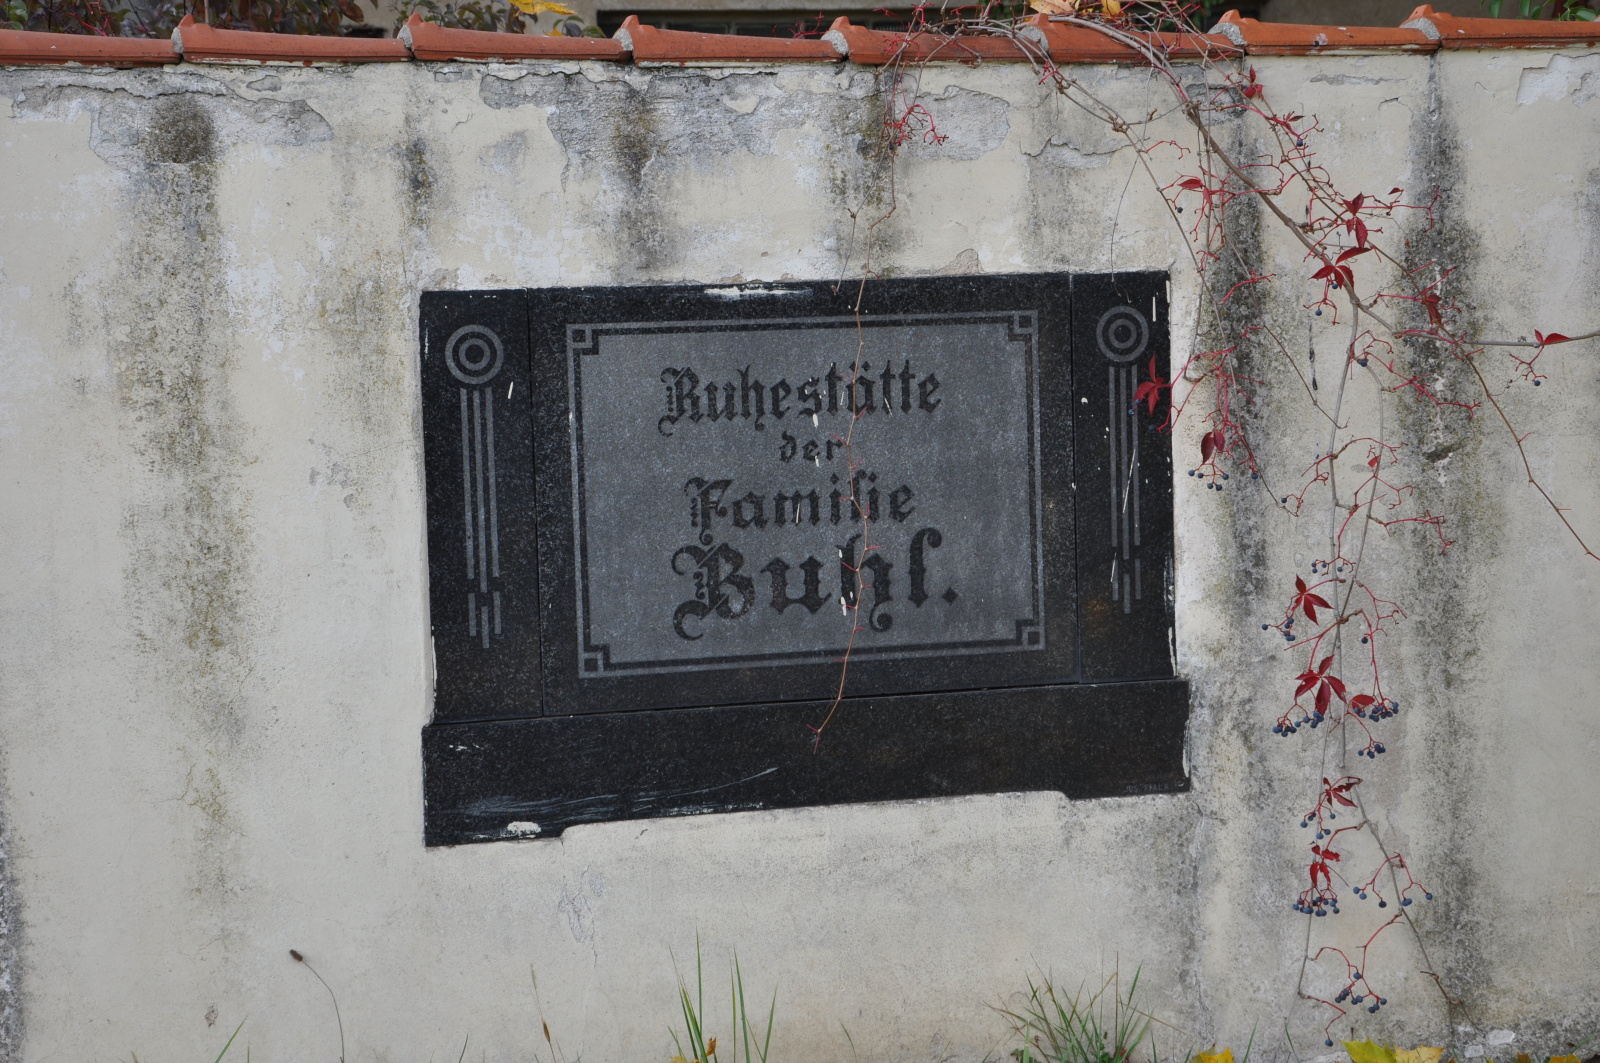 Ruhestätte
der
Familie
Buhl.